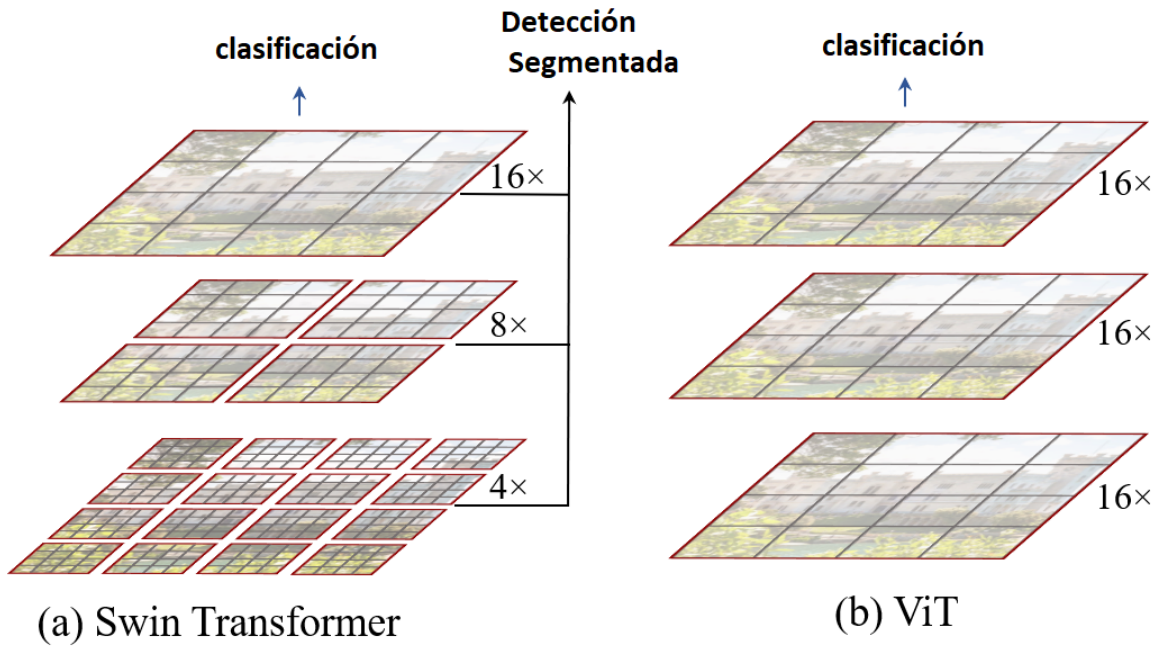 clasificación
Detección
Segmentada
16×
8×
4×
(a) Swin Transformer
clasificación
16×
16×
16×
(b) ViT